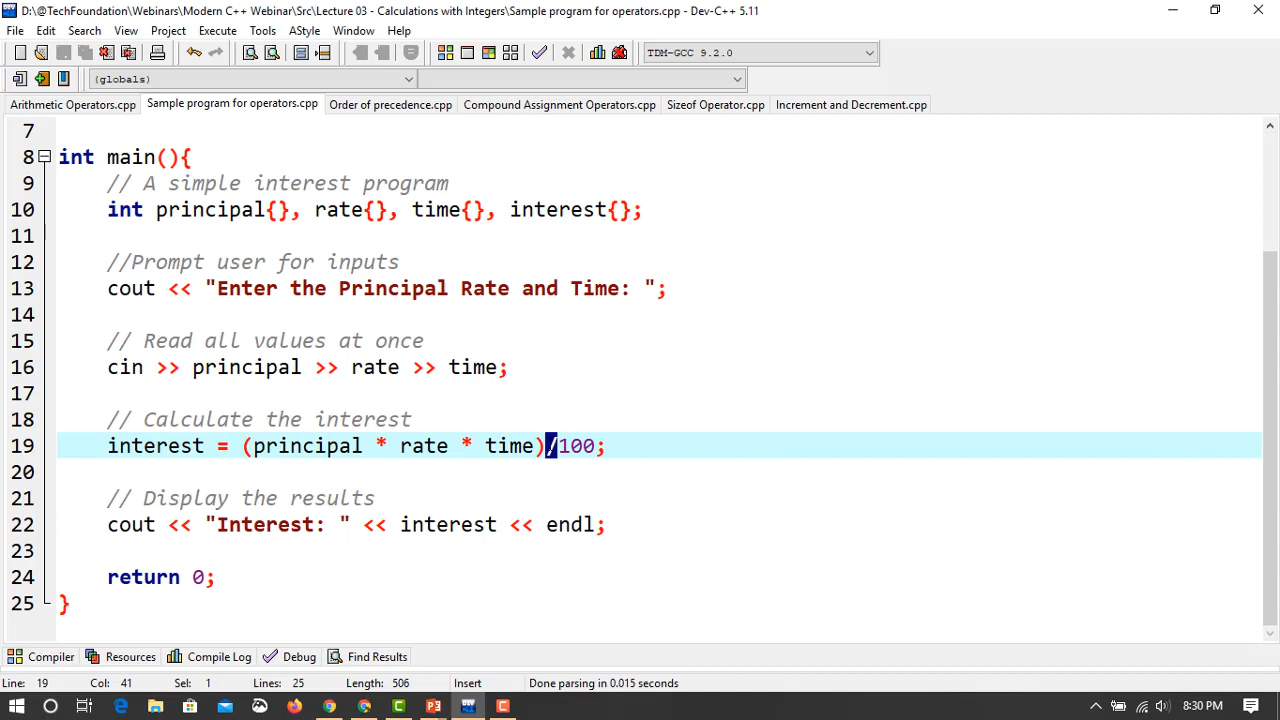 D:\@TechFoundation\Webinars\Modern C++ Webinar\Src\Lecture 03 - Calculations with Integers\Sample program for operators.cpp - Dev-C++ 5.11
File Edit Search View Project Execute Tools AStyle Window Help
TDM-GCC 9.2.0
(globals)
Arithmetic Operators.cpp Sample program for operators.cpp Order of precedence.cpp Compound Assignment Operators.cpp Sizeof Operator.cpp Increment and Decrement.cpp
7
8 int main(){
9 // A simple interest program
10 int principal{}, rate{}, time{}, interest{};
11
12 //Prompt user for inputs
13 cout << "Enter the Principal Rate and Time: ";
14
15 // Read all values at once
16 cin >> principal >> rate >> time;
17
18 // Calculate the interest
19 interest = (principal * rate * time)/100;
20
21 // Display the results
22 cout << "Interest: " << interest << endl;
23
24 return 0;
25 }
Compiler Resources Compile Log Debug Find Results
Line: 19 Col: 41 Sel: 1 Lines: 25 Length: 506 Insert Done parsing in 0.015 seconds
8:30 PM